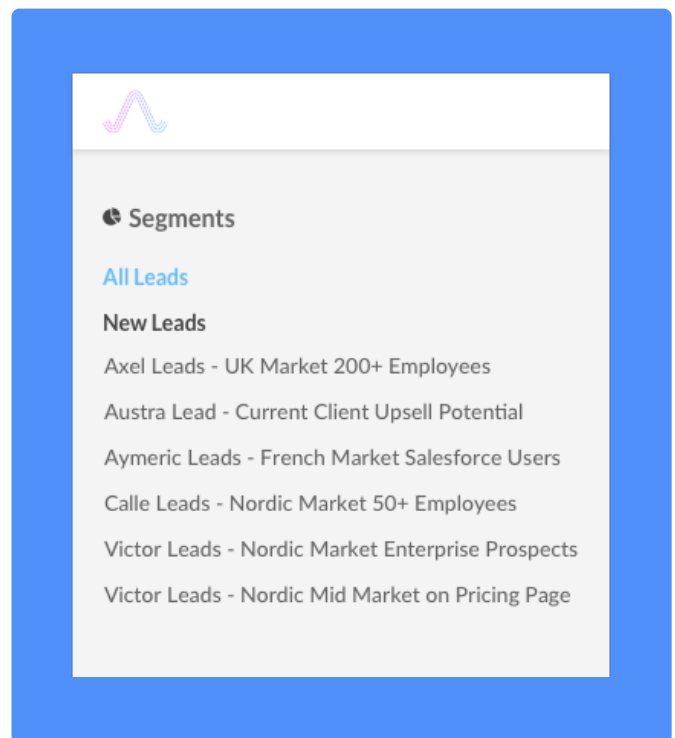 Segments
All Leads
New Leads
Axel Leads - UK Market 200+ Employees
Austra Lead - Current Client Upsell Potential
Aymeric Leads - French Market Salesforce Users
Calle Leads - Nordic Market 50+ Employees
Victor Leads - Nordic Market Enterprise Prospects
Victor Leads - Nordic Mid Market on Pricing Page